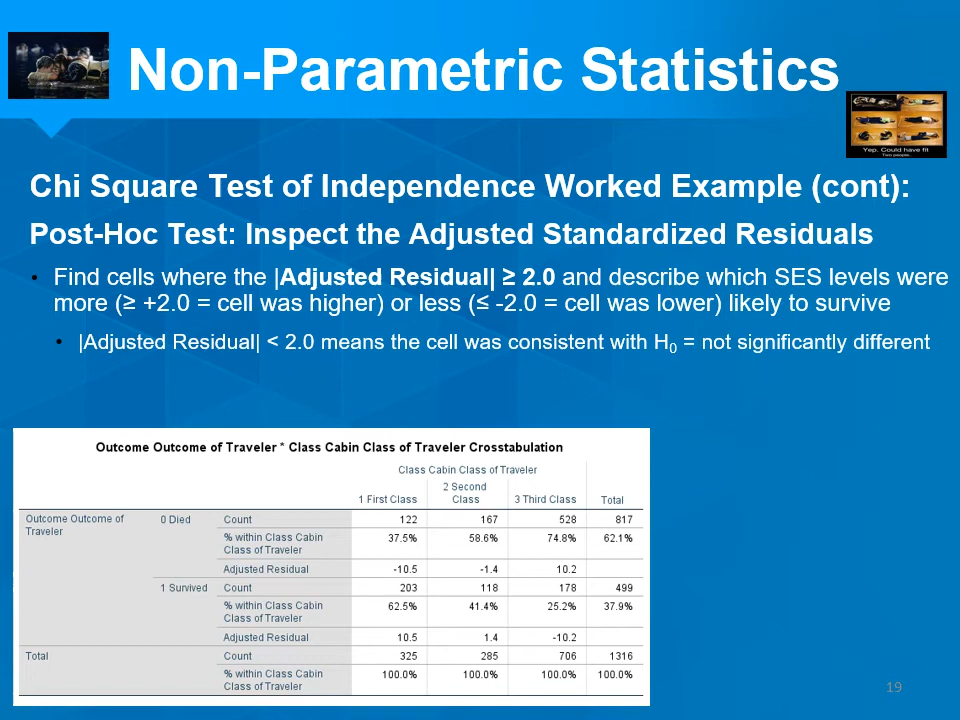 Non-Parametric Statistics
Yep. Could have fit
Two people...
Chi Square Test of Independence Worked Example (cont):
Post-Hoc Test: Inspect the Adjusted Standardized Residuals
• Find cells where the |Adjusted Residual| ≥ 2.0 and describe which SES levels were
more (≥ +2.0 = cell was higher) or less (≤ -2.0 = cell was lower) likely to survive
• |Adjusted Residual| < 2.0 means the cell was consistent with H0 = not significantly different
Outcome Outcome of Traveler * Class Cabin Class of Traveler Crosstabulation
Class Cabin Class of Traveler
1 First Class 2 Second Class 3 Third Class Total
Outcome Outcome of Traveler 0 Died Count 122 167 528 817
% within Class Cabin Class of Traveler 37.5% 58.6% 74.8% 62.1%
Adjusted Residual -10.5 -1.4 10.2
1 Survived Count 203 118 178 499
% within Class Cabin Class of Traveler 62.5% 41.4% 25.2% 37.9%
Adjusted Residual 10.5 1.4 -10.2
Total Count 325 285 706 1316
% within Class Cabin Class of Traveler 100.0% 100.0% 100.0% 100.0%
19